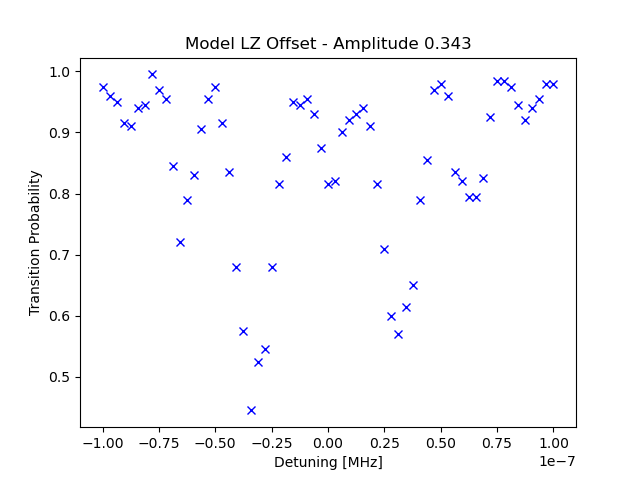 Model LZ Offset - Amplitude 0.343
1.0
0.9
0.8
0.7
0.6
0.5
Transition Probability
−1.00 −0.75 −0.50 −0.25 0.00 0.25 0.50 0.75 1.00
1e−7
Detuning [MHz]